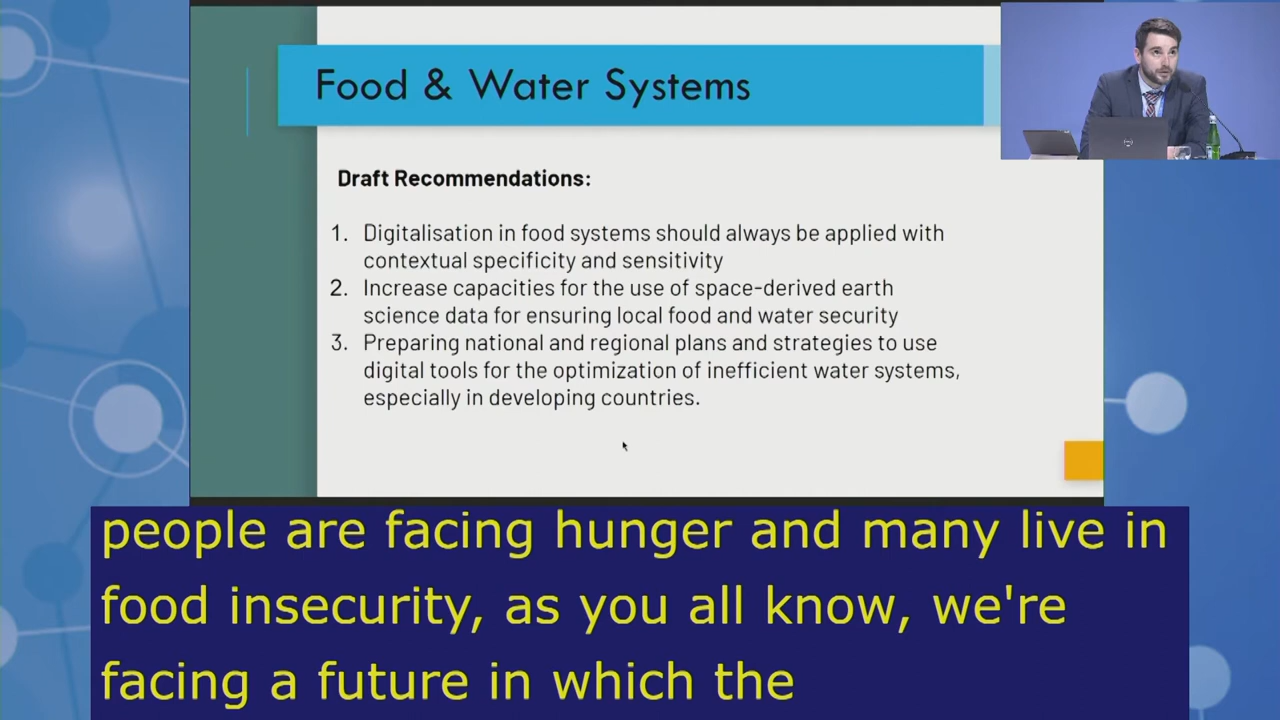 Food & Water Systems
Draft Recommendations:
1. Digitalisation in food systems should always be applied with
contextual specificity and sensitivity
2. Increase capacities for the use of space-derived earth
science data for ensuring local food and water security
3. Preparing national and regional plans and strategies to use
digital tools for the optimization of inefficient water systems,
especially in developing countries.
people are facing hunger and many live in
food insecurity, as you all know, we're
facing a future in which the